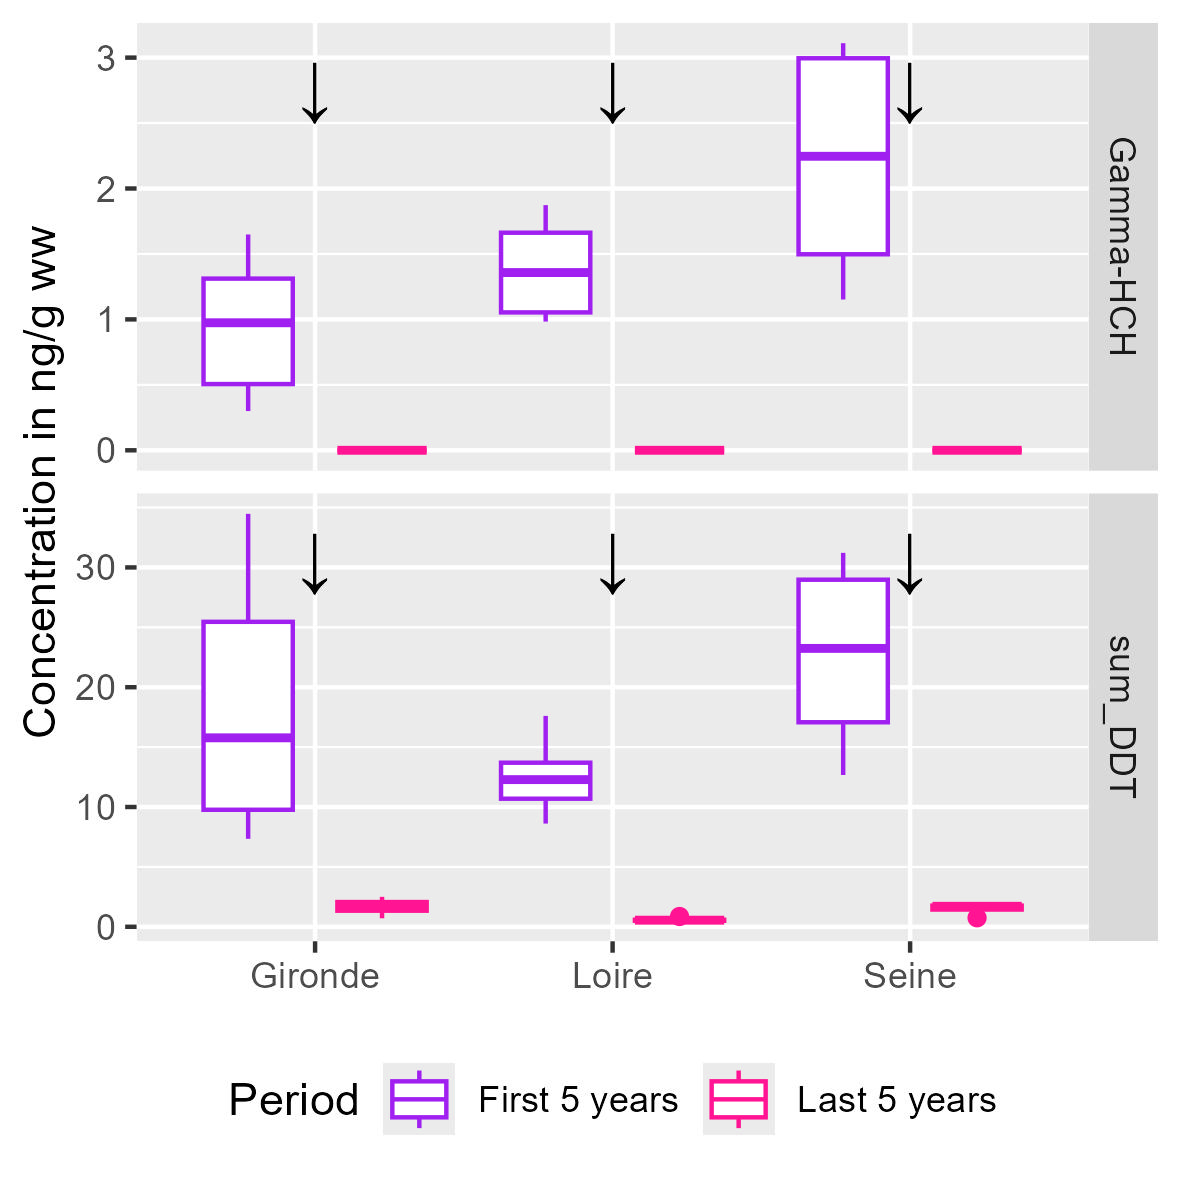 Concentration in ng/g ww
3
2
1
0
Gamma-HCH
30
20
10
0
sum_DDT
Gironde
Loire
Seine
Period
First 5 years
Last 5 years